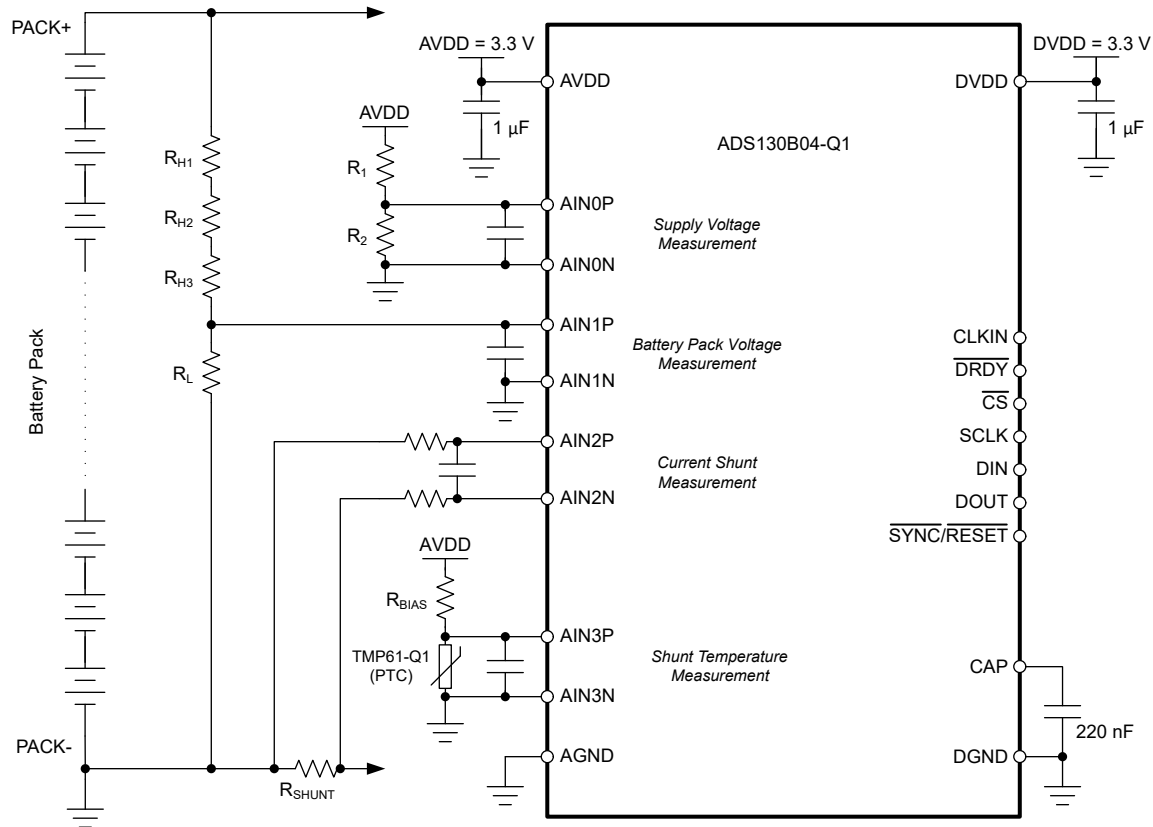 PACK+
AVDD = 3.3 V
DVDD = 3.3 V
AVDD
DVDD
1 µF
1 µF
ADS130B04-Q1
AVDD
R1
R2
AIN0P
AIN0N
Supply Voltage
Measurement
RH1
RH2
RH3
RL
Battery Pack
AIN1P
AIN1N
Battery Pack Voltage
Measurement
CLKIN
DRDY
CS
SCLK
DIN
DOUT
SYNC/RESET
AIN2P
AIN2N
Current Shunt
Measurement
AVDD
RBIAS
TMP61-Q1
(PTC)
AIN3P
AIN3N
Shunt Temperature
Measurement
CAP
220 nF
PACK-
RSHUNT
AGND
DGND